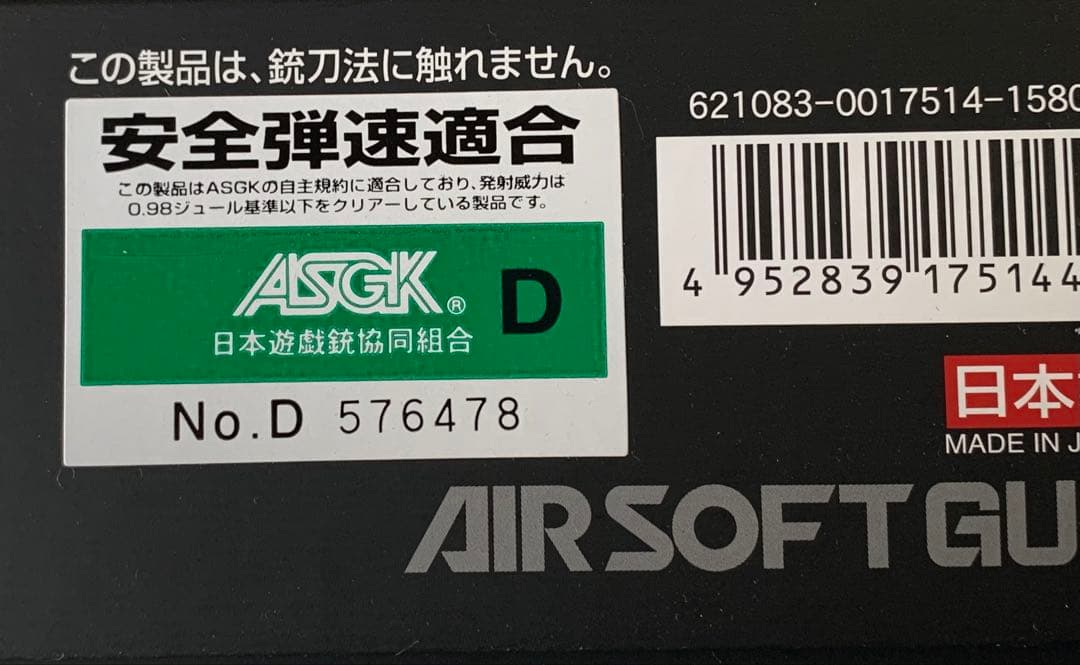 この製品は、銃刀法に触れません。
安全弾速適合
この製品はASGKの自主規約に適合しており、発射威力は
0.98ジュール基準以下をクリアーしている製品です。
ASGK® D
日本遊戯銃協同組合
No.D 576478
621083-0017514-1580
4 952839 175144
日本
MADE IN J
AIRSOFT GU